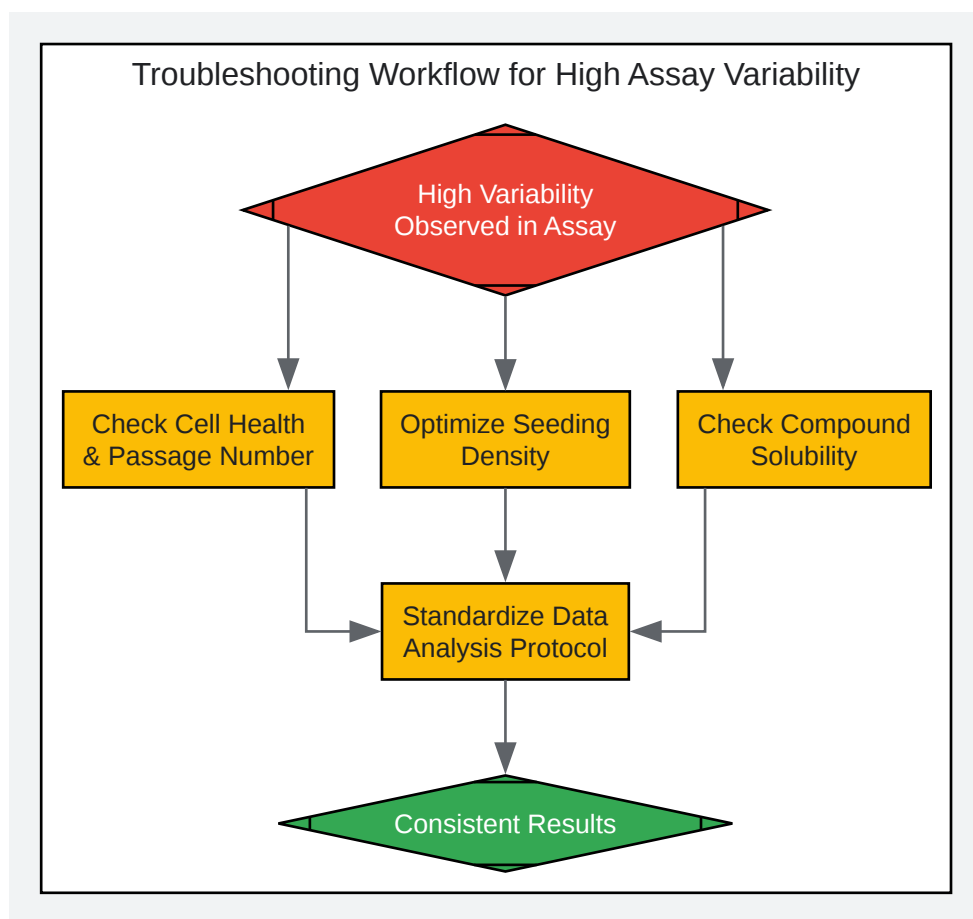 Troubleshooting Workflow for High Assay Variability
High Variability
Observed in Assay
Check Cell Health
& Passage Number
Optimize Seeding
Density
Check Compound
Solubility
Standardize Data
Analysis Protocol
Consistent Results